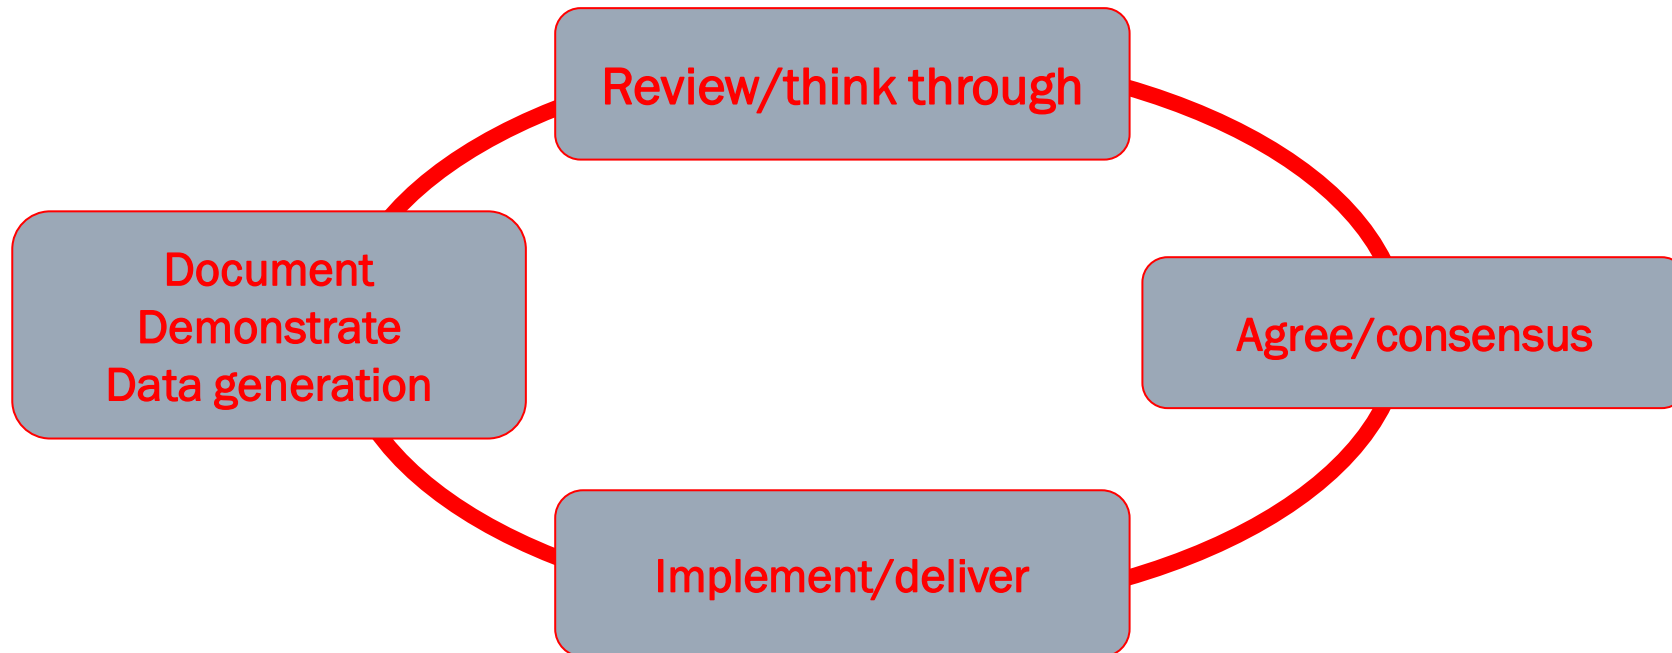 Review/think through
Agree/consensus
Implement/deliver
Document
Demonstrate
Data generation